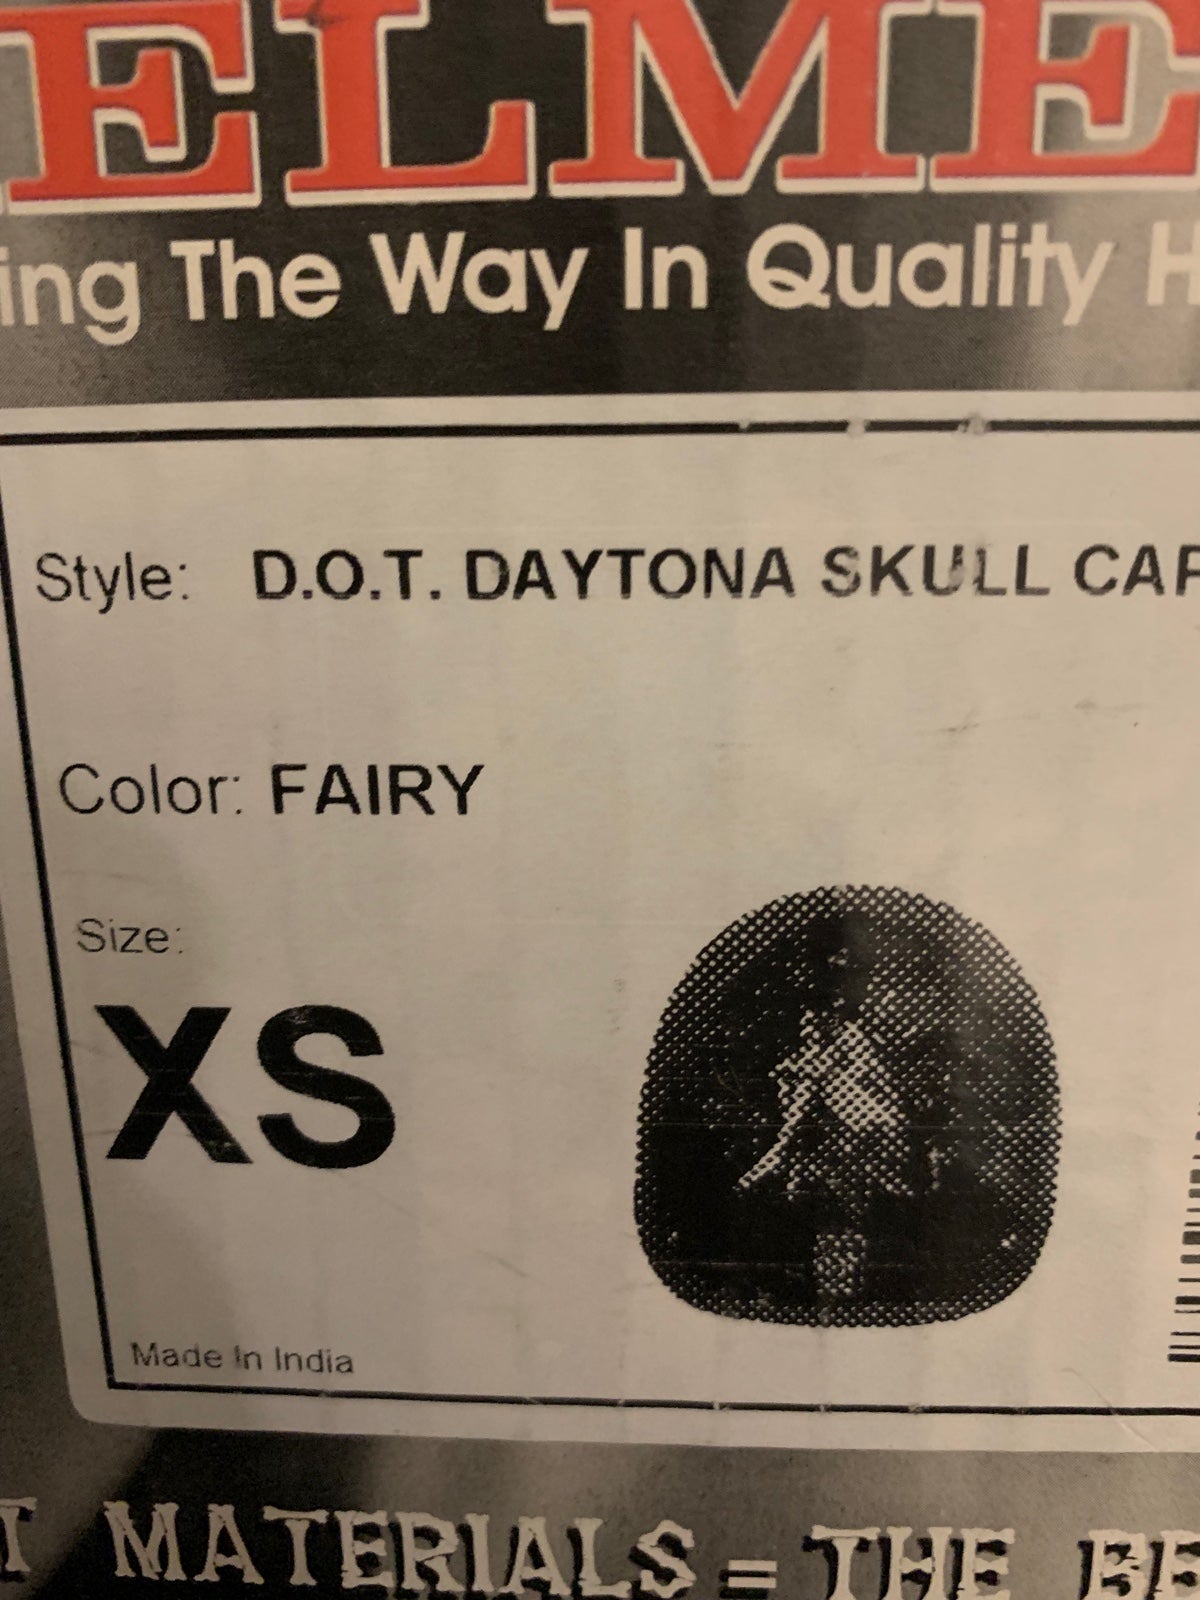 ELME
ing The Way In Quality H
Style: D.O.T. DAYTONA SKULL CAP
Color: FAIRY
Size:
XS
Made In India
T MATERIALS = THE BE